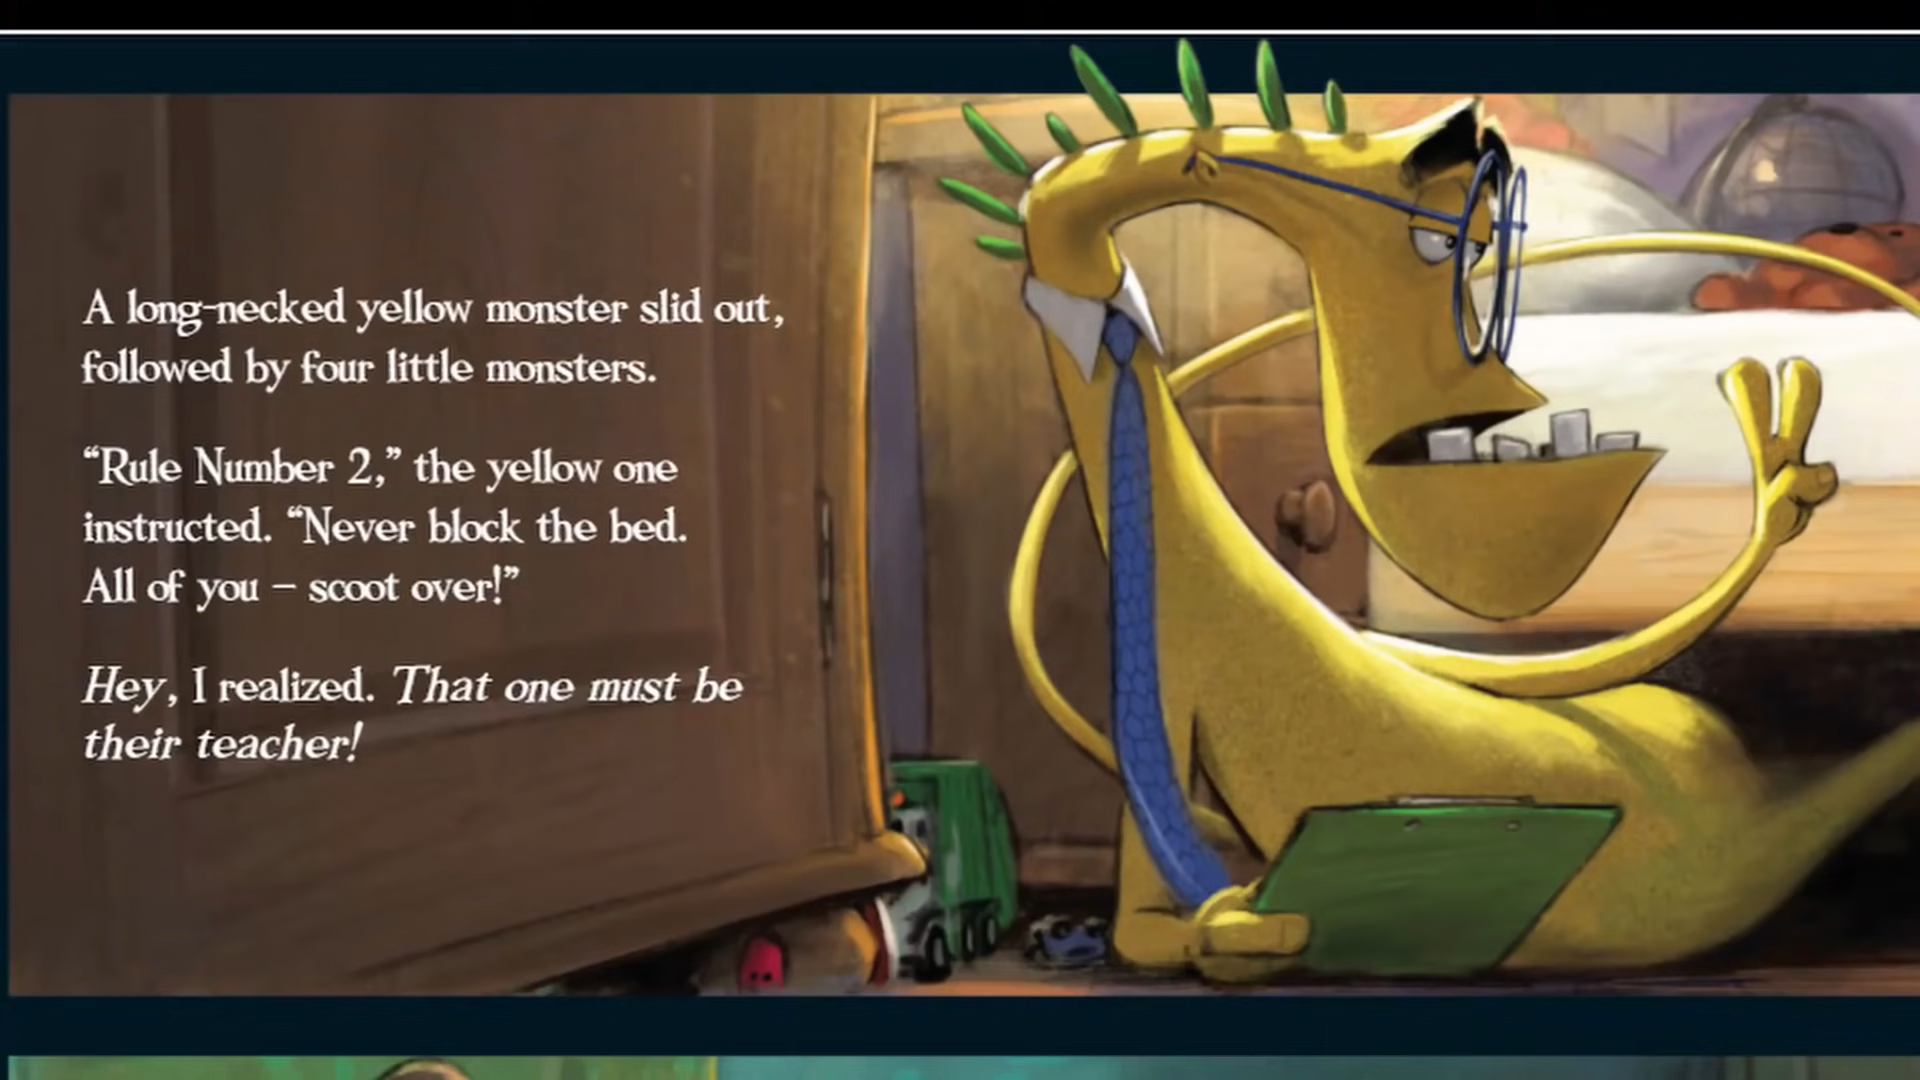 A long-necked yellow monster slid out,
followed by four little monsters.
“Rule Number 2,” the yellow one
instructed. “Never block the bed.
All of you – scoot over!”
Hey, I realized. That one must be
their teacher!